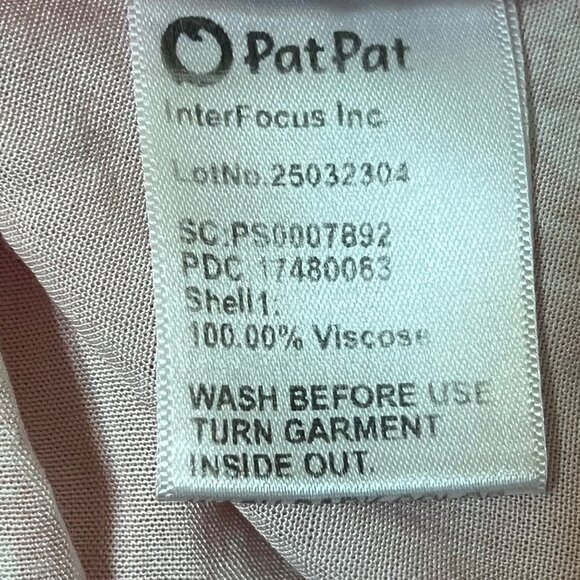 PatPat
InterFocus Inc.
LotNo.25032304
SC:PS0007892
PDC 17480063
Shell1:
100.00% Viscose
WASH BEFORE USE
TURN GARMENT
INSIDE OUT.